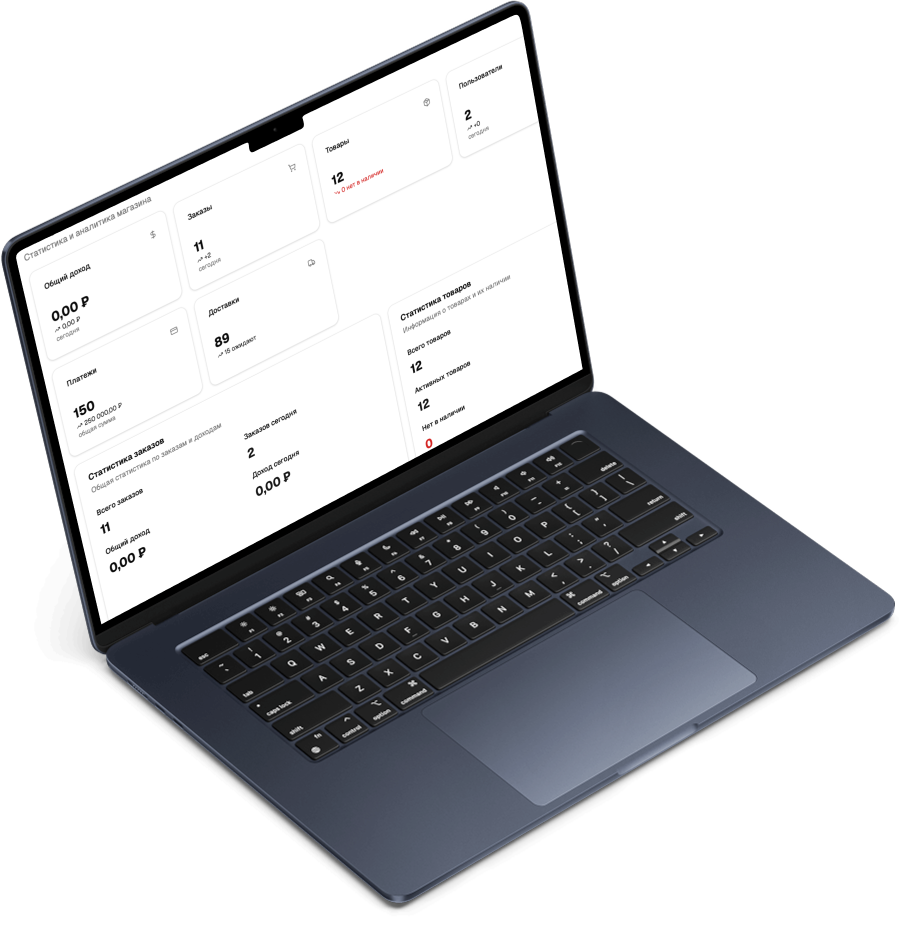 Статистика и аналитика магазина
Общий доход
0,00 ₽
0,00 ₽
сегодня
Заказы
11
+2
сегодня
Товары
12
0 нет в наличии
Пользователи
2
+0
сегодня
Платежи
150
250 000,00 ₽
общая сумма
Доставки
89
15 ожидают
Статистика заказов
Общая статистика по заказам и доходам
Всего заказов
11
Заказов сегодня
2
Общий доход
0,00 ₽
Доход сегодня
0,00 ₽
Статистика товаров
Информация о товарах и их наличии
Всего товаров
12
Активных товаров
12
Нет в наличии
0
esc
delete
tab
Q W E R T Y U I O P
caps lock
A S D F G H J K L
return
shift
Z X C V B N M
shift
fn
control
option
command
command
option